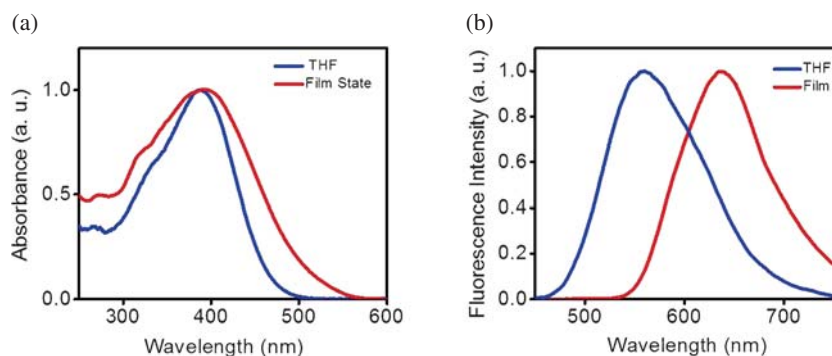 (a)
THF
Film State
Absorbance (a. u.)
1.0
0.5
0.0
300
400
500
600
Wavelength (nm)
(b)
THF
Film
Fluorescence Intensity (a. u.)
1.0
0.8
0.6
0.4
0.2
0.0
500
600
700
Wavelength (nm)